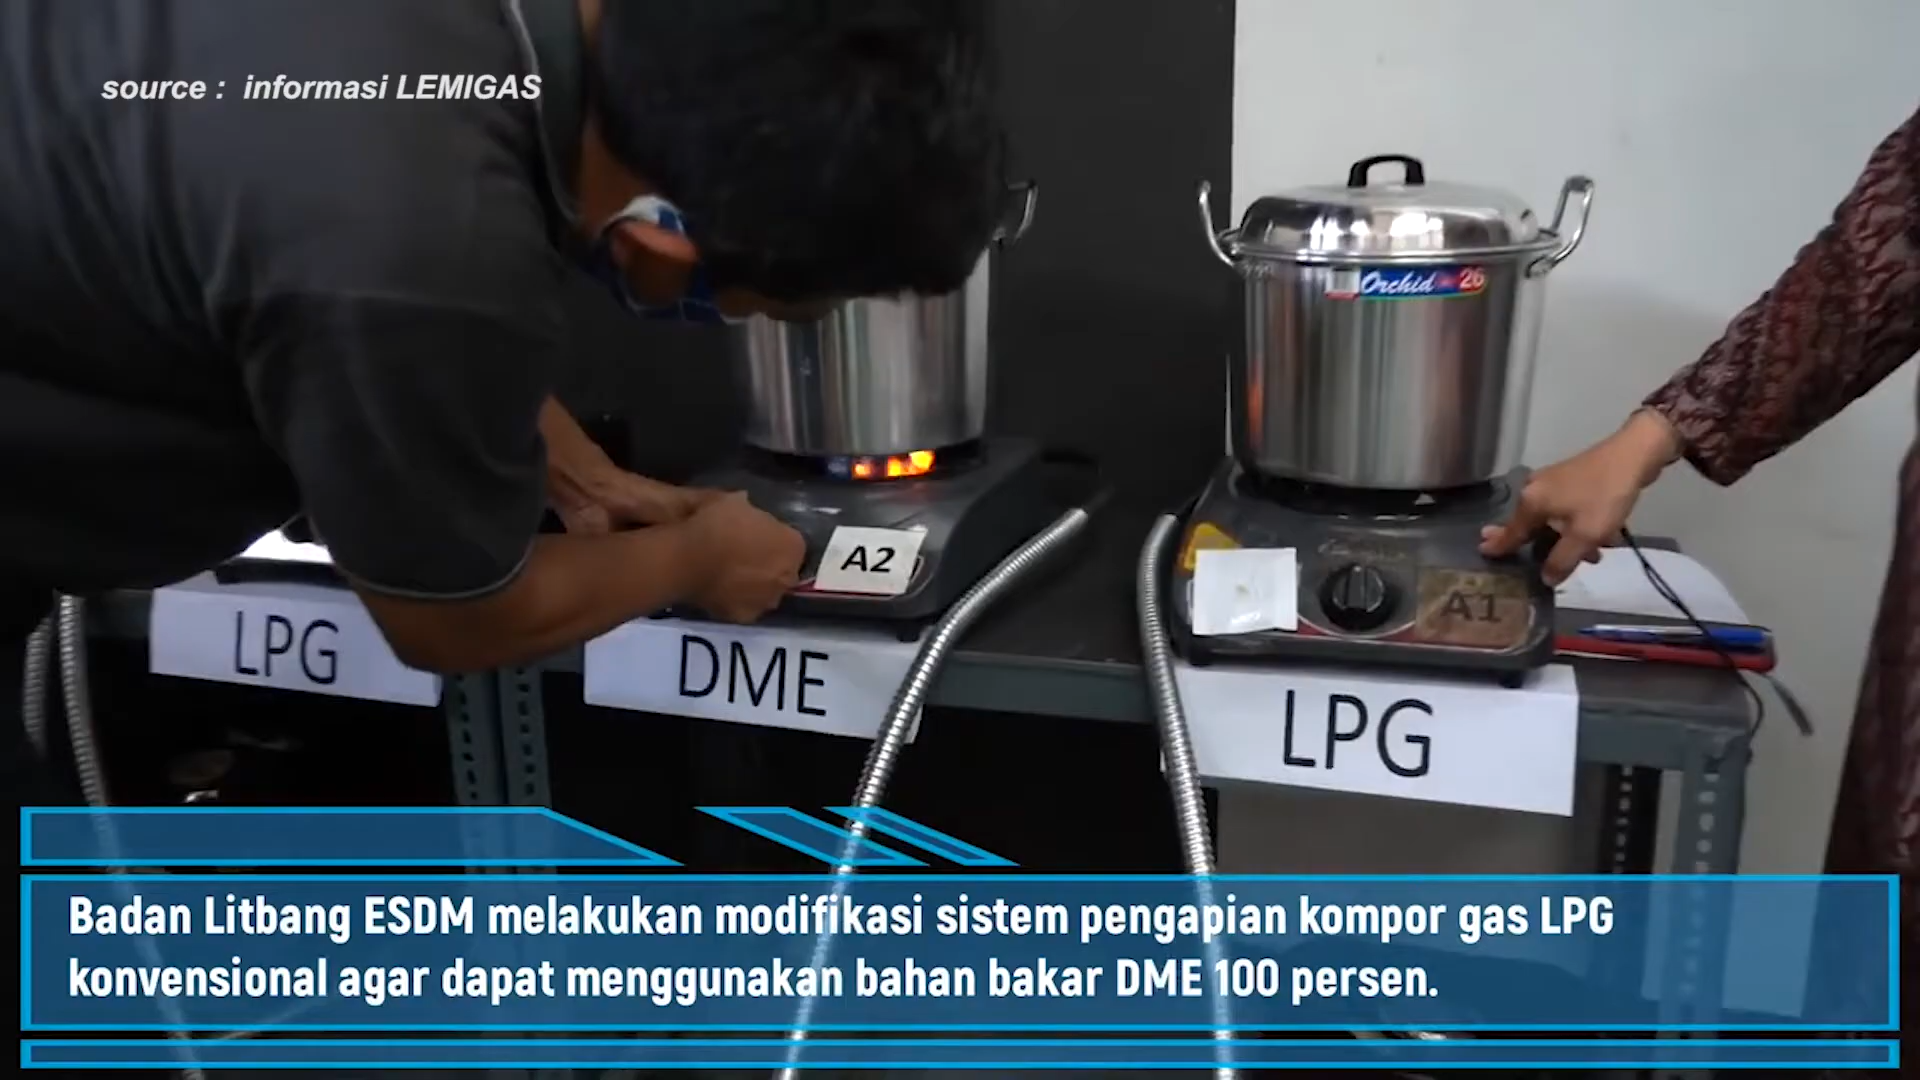 source : informasi LEMIGAS
Orchid 26
A2
A1
LPG
DME
LPG
Badan Litbang ESDM melakukan modifikasi sistem pengapian kompor gas LPG
konvensional agar dapat menggunakan bahan bakar DME 100 persen.